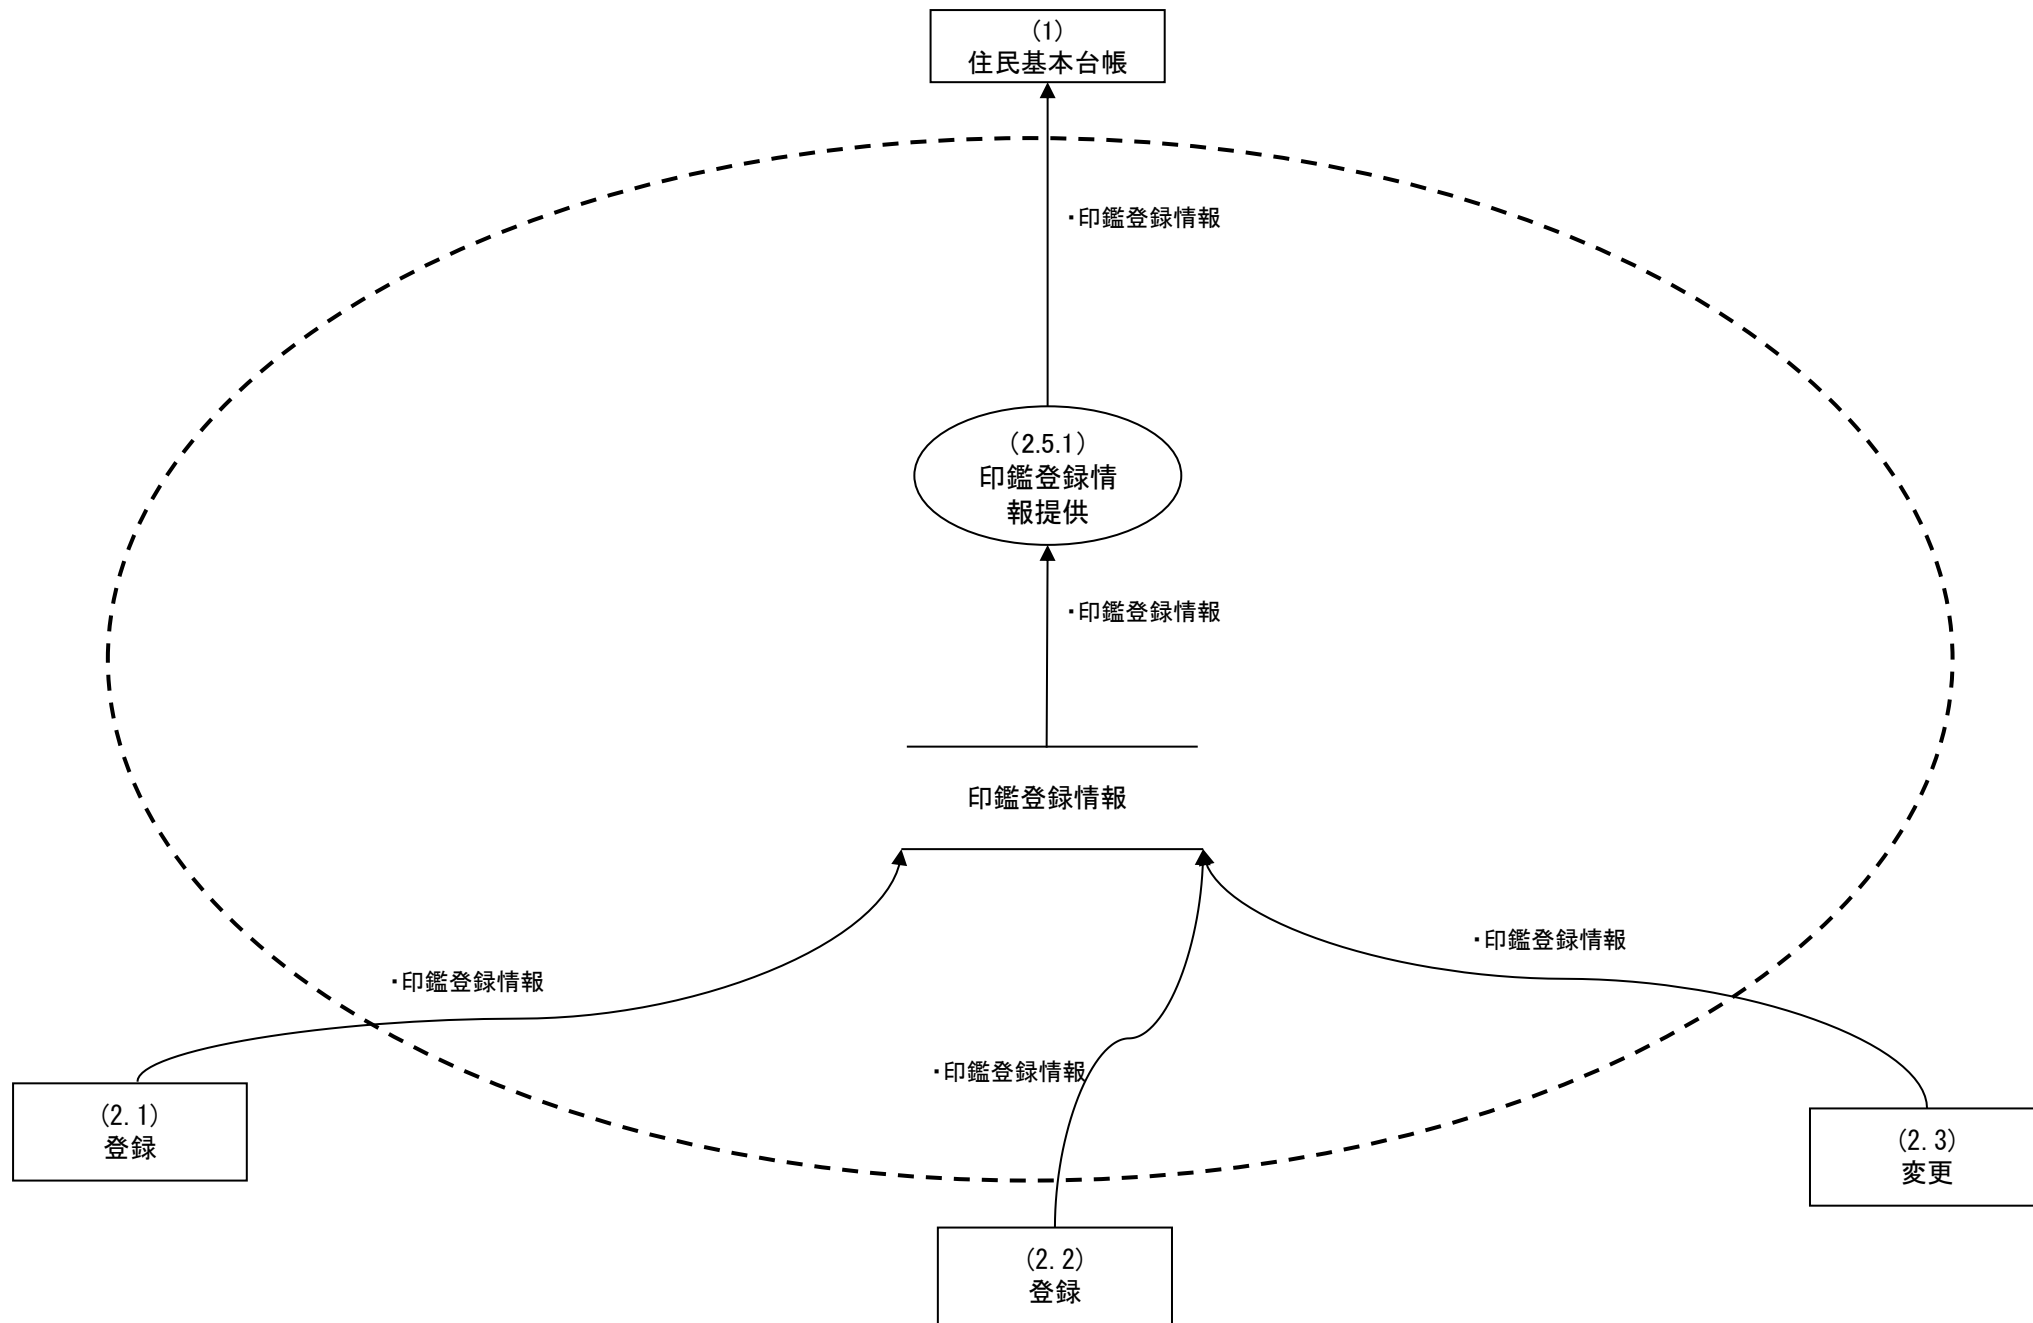 (1)
住民基本台帳
・印鑑登録情報
(2.5.1)
印鑑登録情
報提供
・印鑑登録情報
印鑑登録情報
・印鑑登録情報
・印鑑登録情報
・印鑑登録情報
(2.1)
登録
(2.3)
変更
(2.2)
登録